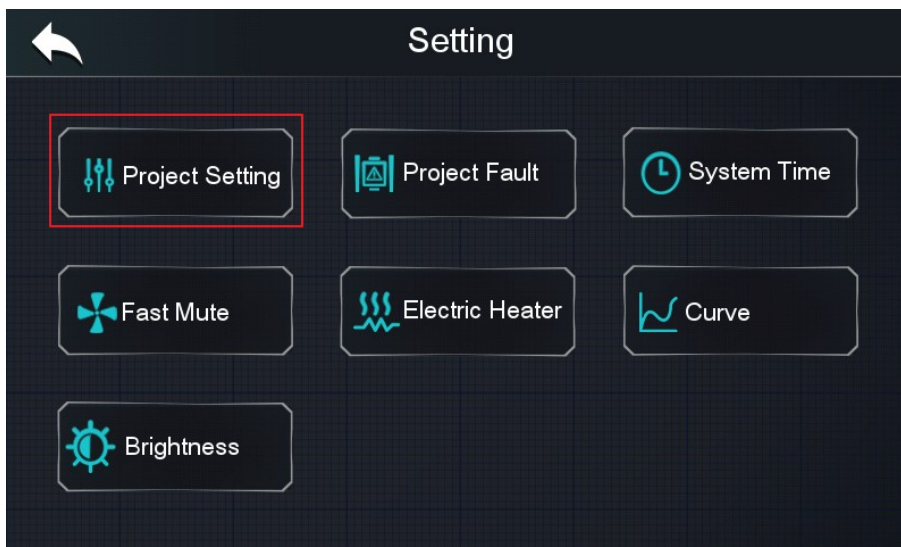 Setting
Project Setting
Project Fault
System Time
Fast Mute
Electric Heater
Curve
Brightness